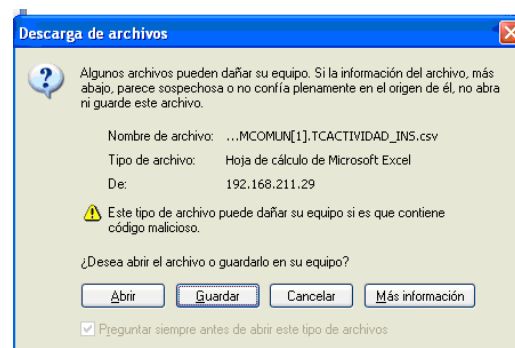 Descarga de archivos
Algunos archivos pueden dañar su equipo. Si la información del archivo, más
abajo, parece sospechosa o no confía plenamente en el origen de él, no abra
ni guarde este archivo.
Nombre de archivo: ...MCOMUN[1].TCACTIVIDAD_INS.csv
Tipo de archivo: Hoja de cálculo de Microsoft Excel
De: 192.168.211.29
Este tipo de archivo puede dañar su equipo si es que contiene
código malicioso.
¿Desea abrir el archivo o guardarlo en su equipo?
Abrir Guardar Cancelar Más información
Preguntar siempre antes de abrir este tipo de archivos